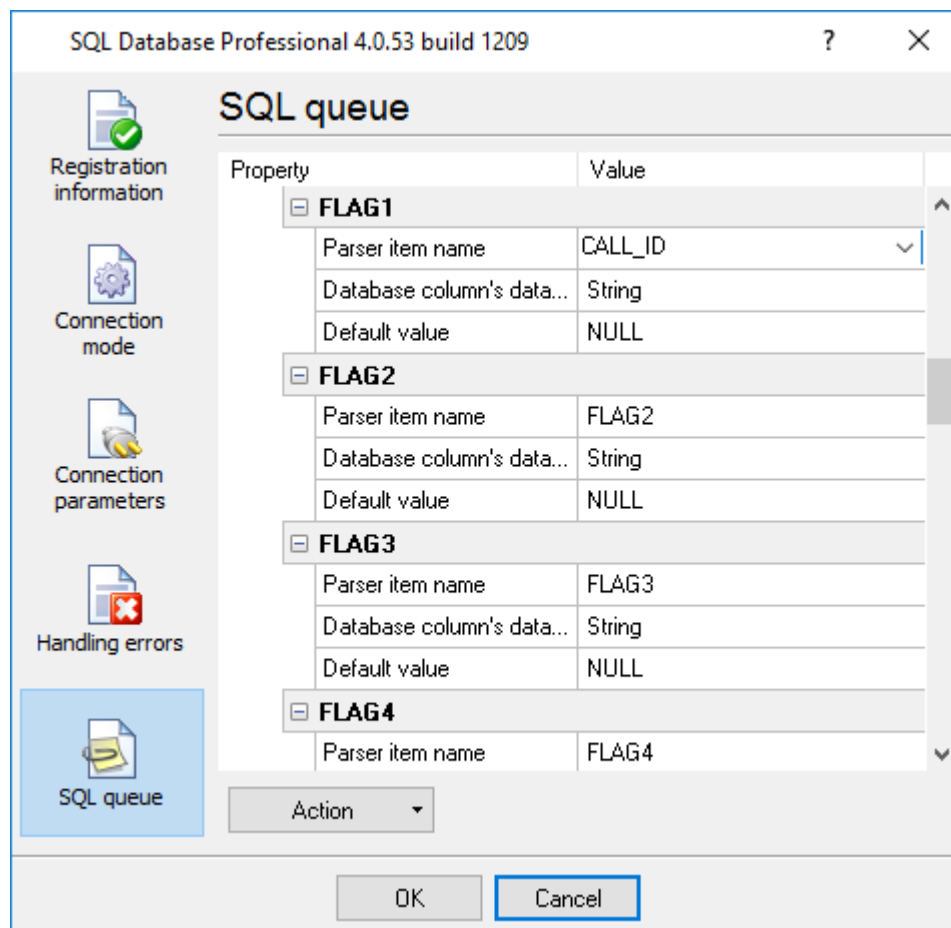 SQL Database Professional 4.0.53 build 1209 ?
SQL queue
Registration
information
Connection
mode
Connection
parameters
Handling errors
SQL queue
Property Value
FLAG1
Parser item name CALL_ID
Database column's data... String
Default value NULL
FLAG2
Parser item name FLAG2
Database column's data... String
Default value NULL
FLAG3
Parser item name FLAG3
Database column's data... String
Default value NULL
FLAG4
Parser item name FLAG4
Action
OK Cancel